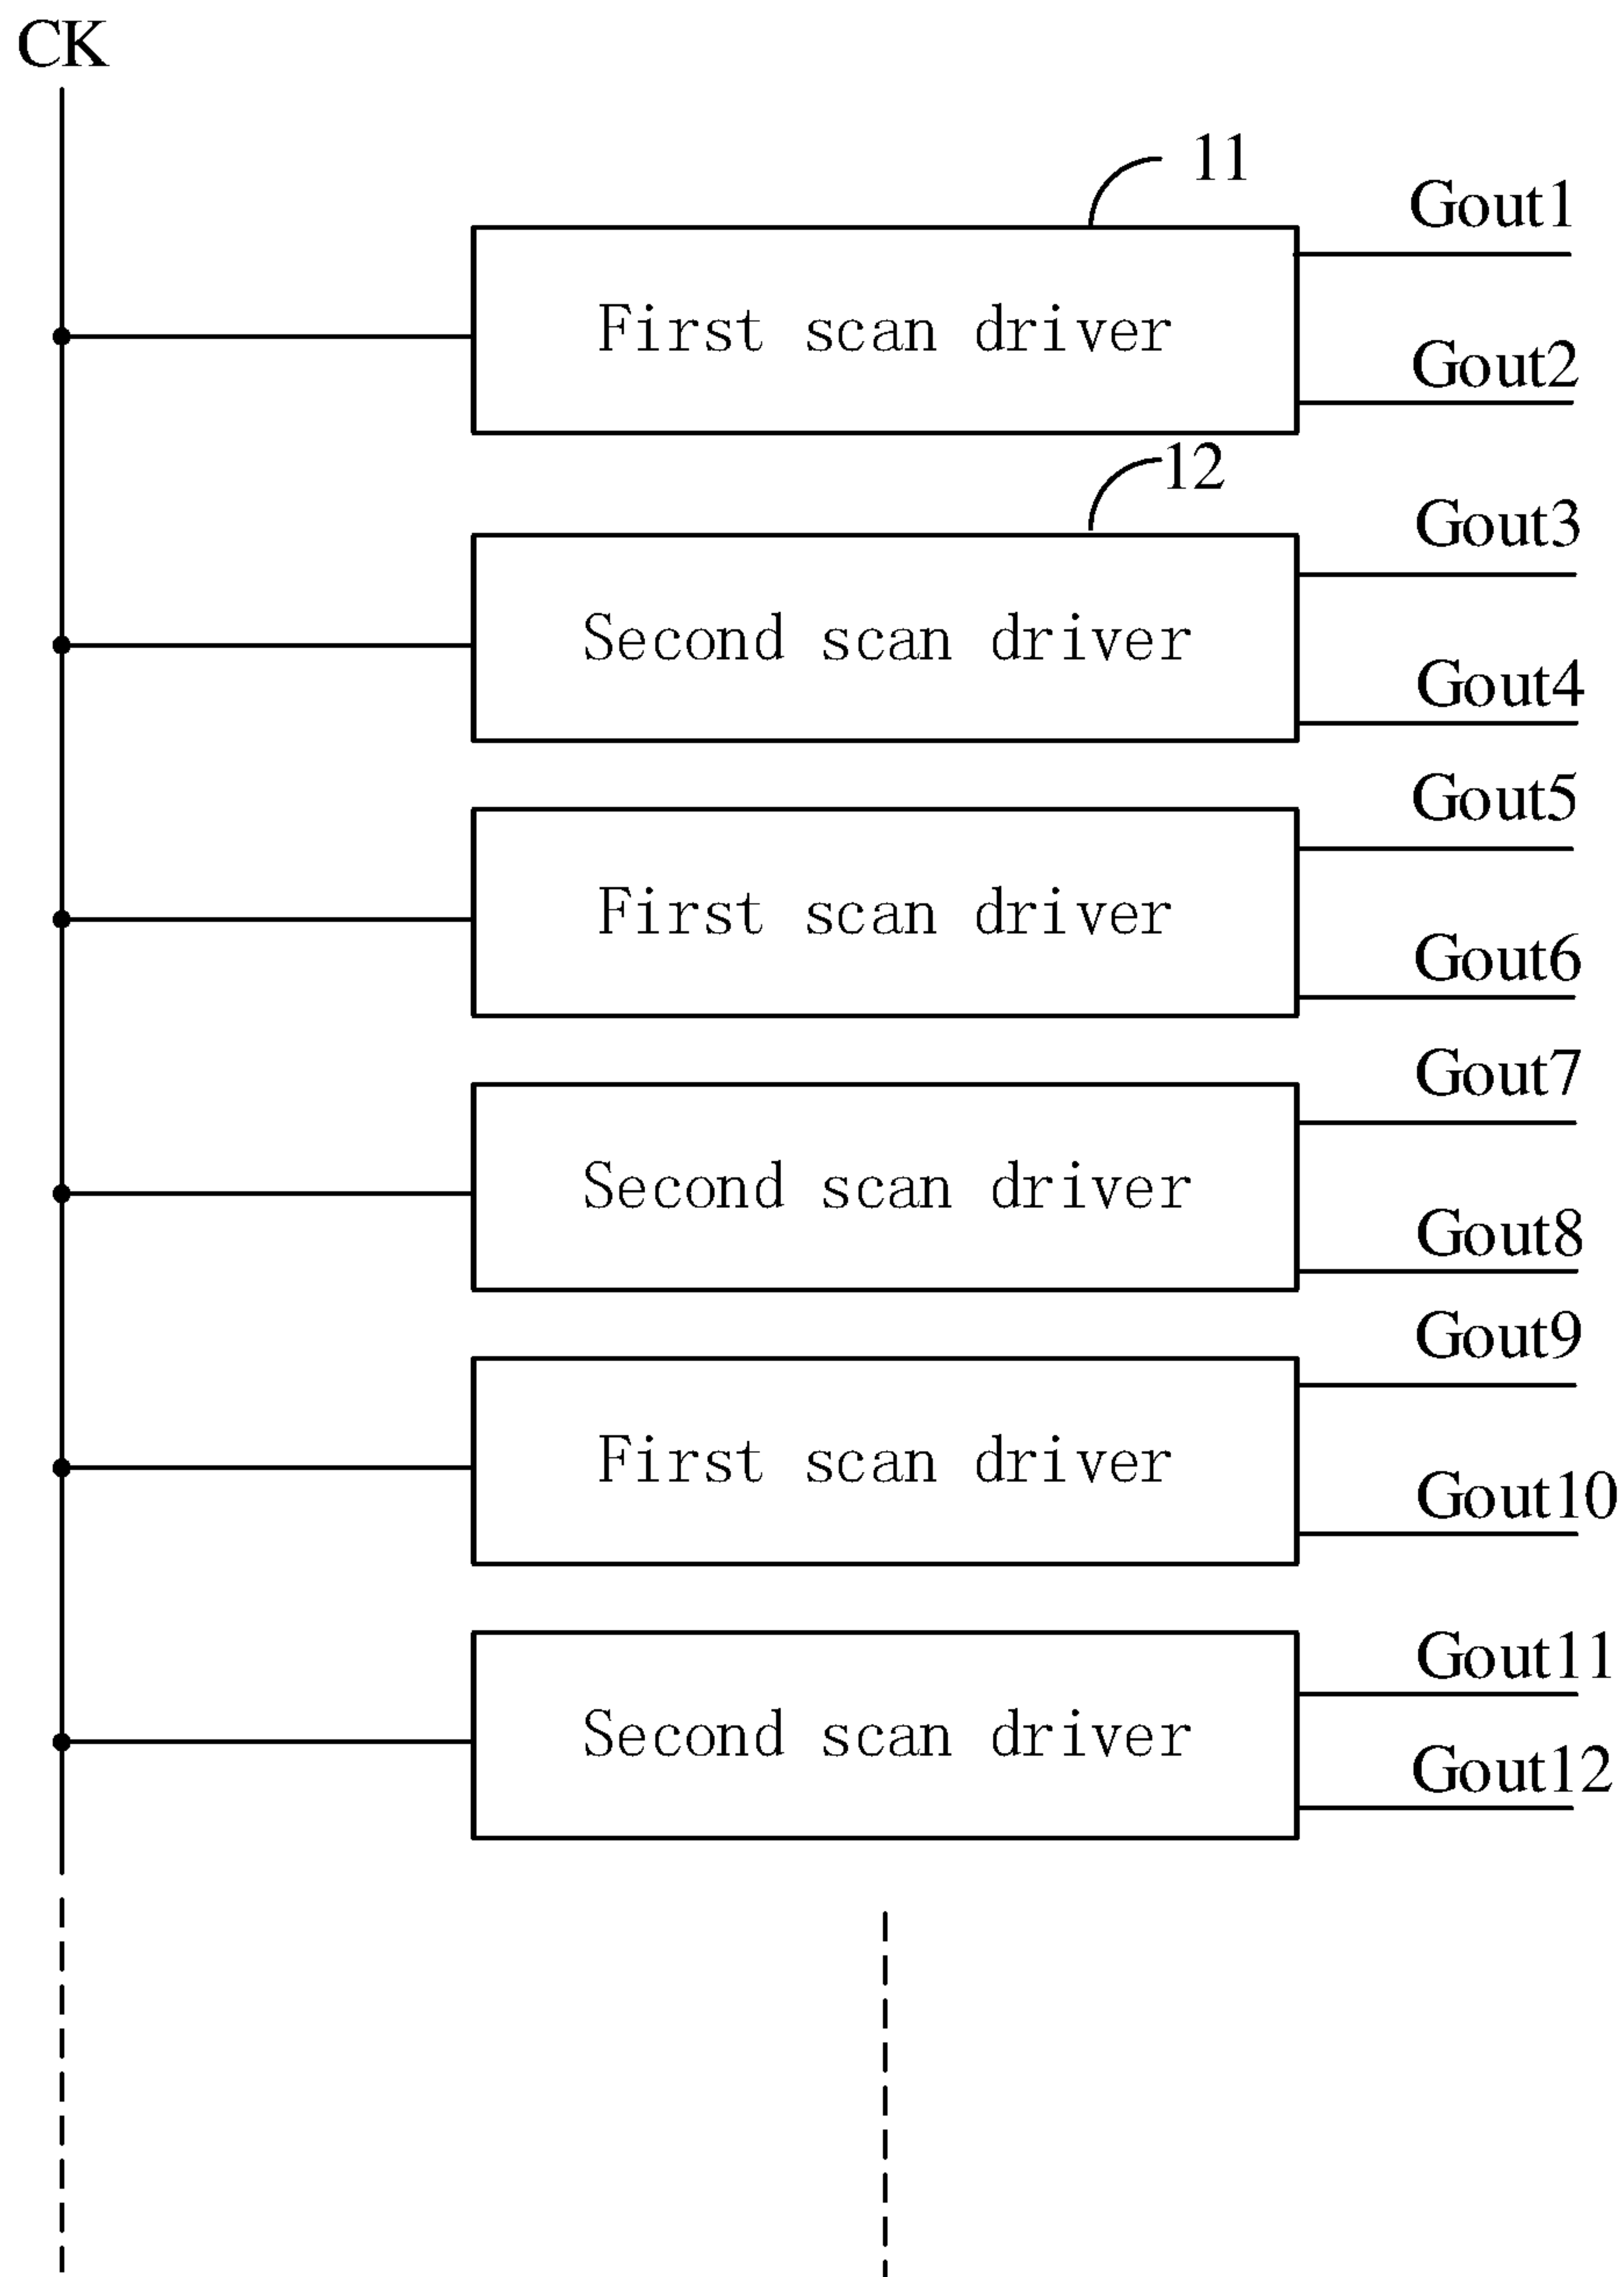 CK
11
Gout1
First scan driver
Gout2
12
Gout3
Second scan driver
Gout4
Gout5
First scan driver
Gout6
Gout7
Second scan driver
Gout8
Gout9
First scan driver
Gout10
Gout11
Second scan driver
Gout12